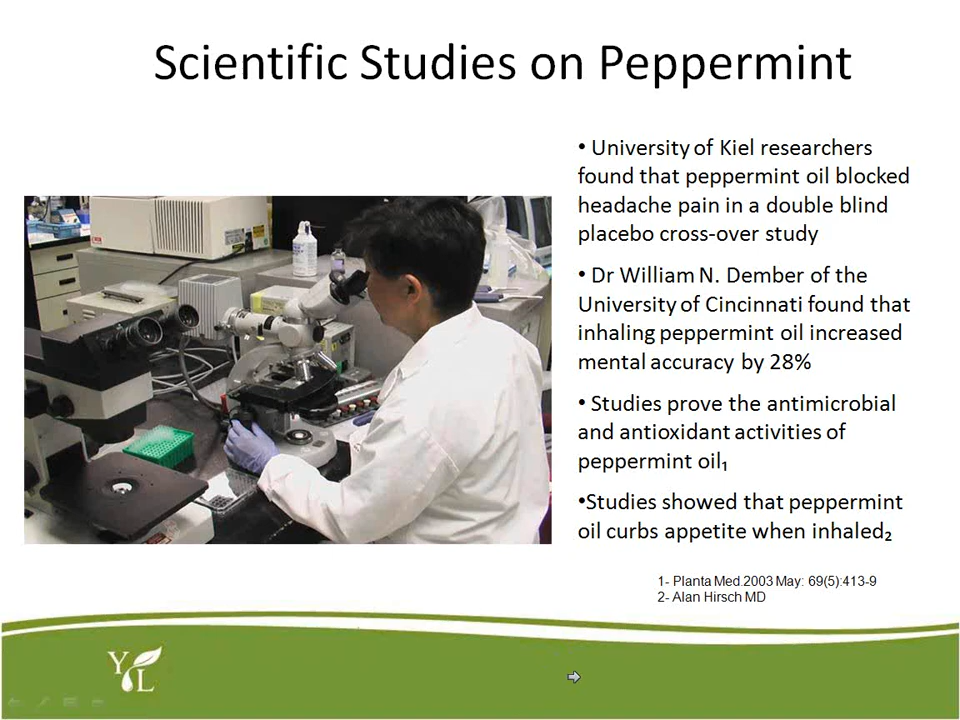 Scientific Studies on Peppermint
• University of Kiel researchers
found that peppermint oil blocked
headache pain in a double blind
placebo cross-over study
• Dr William N. Dember of the
University of Cincinnati found that
inhaling peppermint oil increased
mental accuracy by 28%
• Studies prove the antimicrobial
and antioxidant activities of
peppermint oil₁
•Studies showed that peppermint
oil curbs appetite when inhaled₂
1- Planta Med.2003 May: 69(5):413-9
2- Alan Hirsch MD
Y L